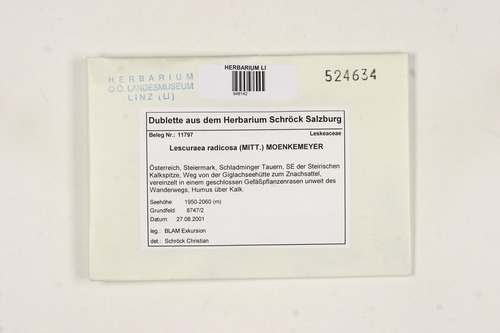 HERBARIUM
O.Ö. LANDESMUSEUM
LINZ (LI)
HERBARIUM LI
948142
524634
Dublette aus dem Herbarium Schröck Salzburg
Beleg Nr.: 11797 Leskeaceae
Lescuraea radicosa (MITT.) MOENKEMEYER
Österreich, Steiermark, Schladminger Tauern, SE der Steirischen
Kalkspitze, Weg von der Giglachseehütte zum Znachsattel,
vereinzelt in einem geschlossen Gefäßpflanzenrasen unweit des
Wanderwegs, Humus über Kalk.
Seehöhe: 1950-2060 (m)
Grundfeld: 8747/2
Datum: 27.08.2001
leg.: BLAM Exkursion
det.: Schröck Christian